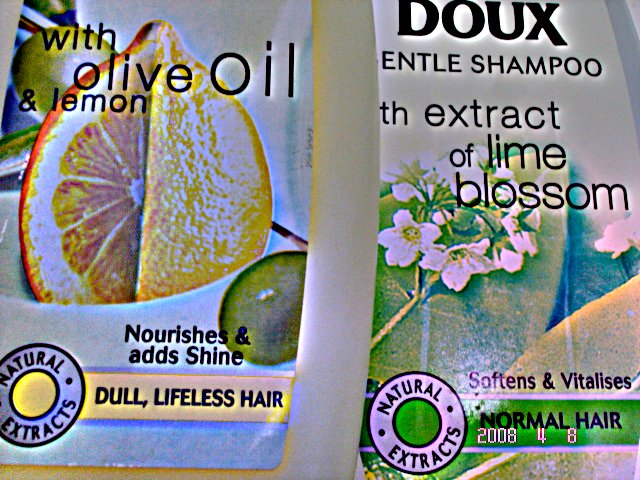 with
olive Oil
& lemon
Nourishes &
adds Shine
NATURAL
EXTRACTS
DULL, LIFELESS HAIR
DOUX
ENTLE SHAMPOO
th extract
of lime
blossom
Softens & Vitalises
NATURAL
EXTRACTS
NORMAL HAIR
2008 4 8